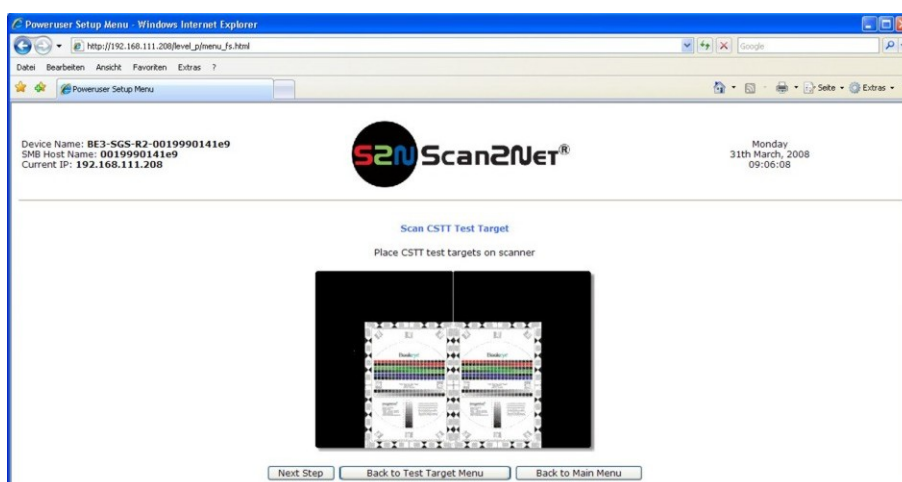 Poweruser Setup Menu - Windows Internet Explorer
http://192.168.111.208/level_p/menu_fs.html
Google
Datei Bearbeiten Ansicht Favoriten Extras ?
Poweruser Setup Menu
Seite Extras
Device Name: BE3-SGS-R2-0019990141e9
SMB Host Name: 0019990141e9
Current IP: 192.168.111.208
S2N Scan2Net®
Monday
31th March, 2008
09:06:08
Scan CSTT Test Target
Place CSTT test targets on scanner
Next Step
Back to Test Target Menu
Back to Main Menu